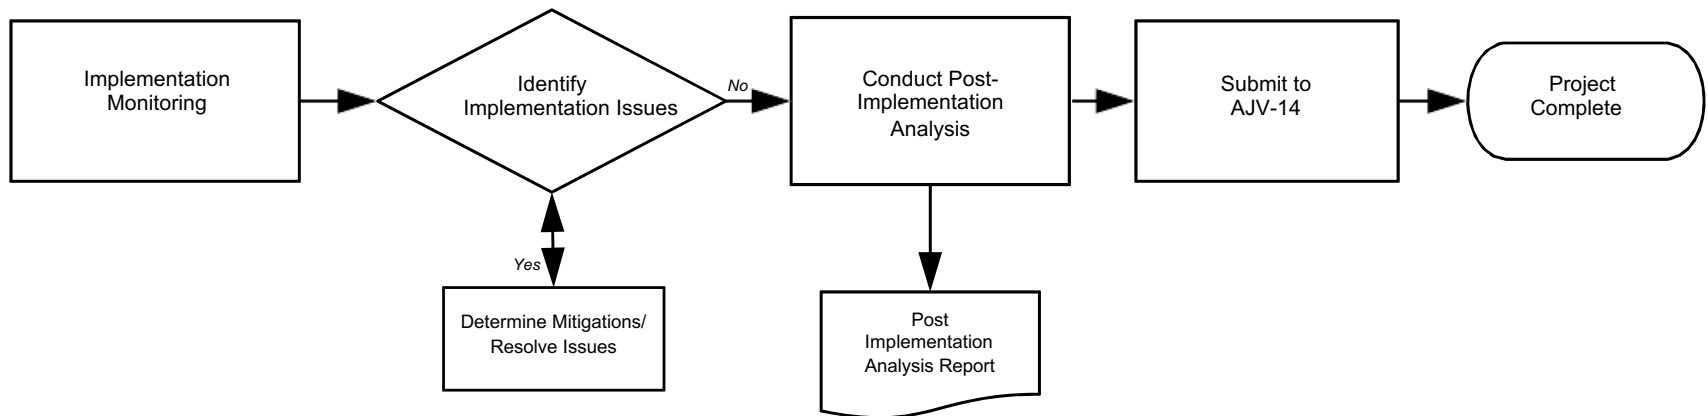 Implementation
Monitoring
Identify
Implementation Issues
No
Conduct Post-
Implementation
Analysis
Submit to
AJV-14
Project
Complete
Yes
Determine Mitigations/
Resolve Issues
Post
Implementation
Analysis Report